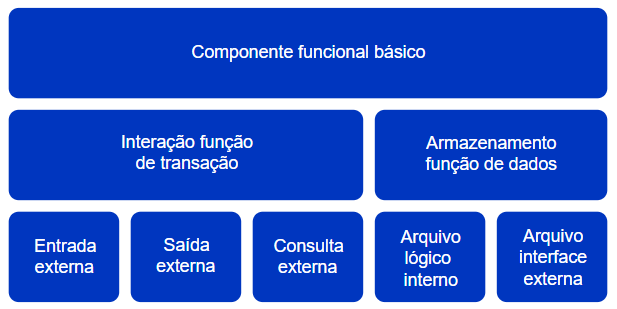 Componente funcional básico
Interação função
de transação
Armazenamento
função de dados
Entrada
externa
Saída
externa
Consulta
externa
Arquivo
lógico
interno
Arquivo
interface
externa